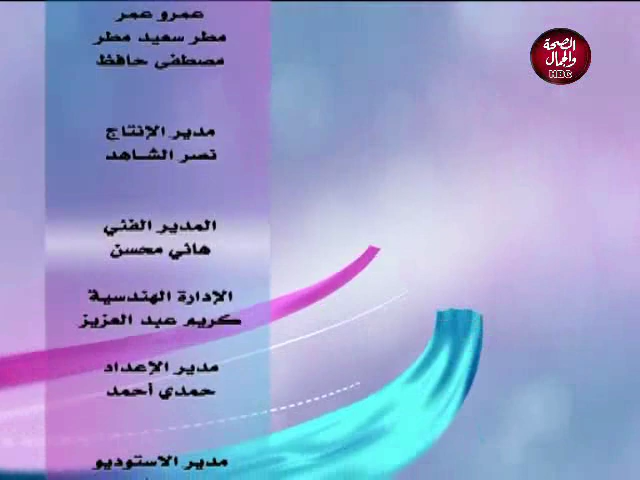 عمرو عمر
مطر سعيد مطر
مصطفى حافظ
مدير الإنتاج
نصر الشاهد
المدير الفني
هاني محسن
الإدارة الهندسية
كريم عبد العزيز
مدير الإعداد
حمدي أحمد
مدير الاستوديو
الصحة
والجمال
HBC